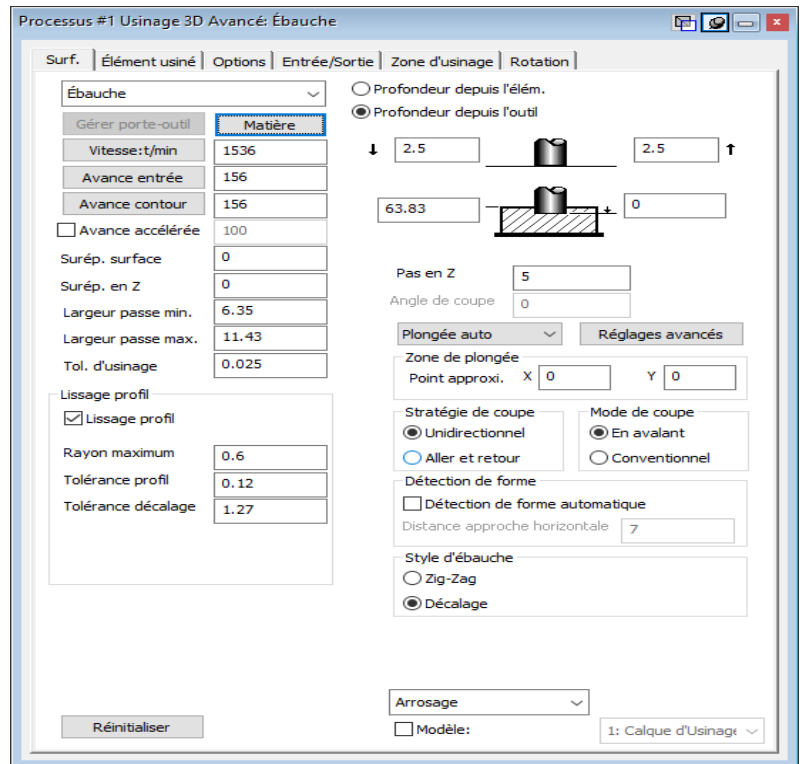 Processus #1 Usinage 3D Avancé: Ébauche
Surf. Élément usiné Options Entrée/Sortie Zone d'usinage Rotation
Ébauche
Gérer porte-outil Matière
Vitesse:t/min 1536
Avance entrée 156
Avance contour 156
Avance accélérée 100
Surép. surface 0
Surép. en Z 0
Largeur passe min. 6.35
Largeur passe max. 11.43
Tol. d'usinage 0.025
Lissage profil
Lissage profil
Rayon maximum 0.6
Tolérance profil 0.12
Tolérance décalage 1.27
Réinitialiser
Profondeur depuis l'élém.
Profondeur depuis l'outil
2.5 2.5
63.83 0
Pas en Z 5
Angle de coupe 0
Plongée auto Réglages avancés
Zone de plongée
Point approxi. X 0 Y 0
Stratégie de coupe
Unidirectionnel
Aller et retour
Mode de coupe
En avalant
Conventionnel
Détection de forme
Détection de forme automatique
Distance approche horizontale 7
Style d'ébauche
Zig-Zag
Décalage
Arrosage
Modèle: 1: Calque d'Usinage